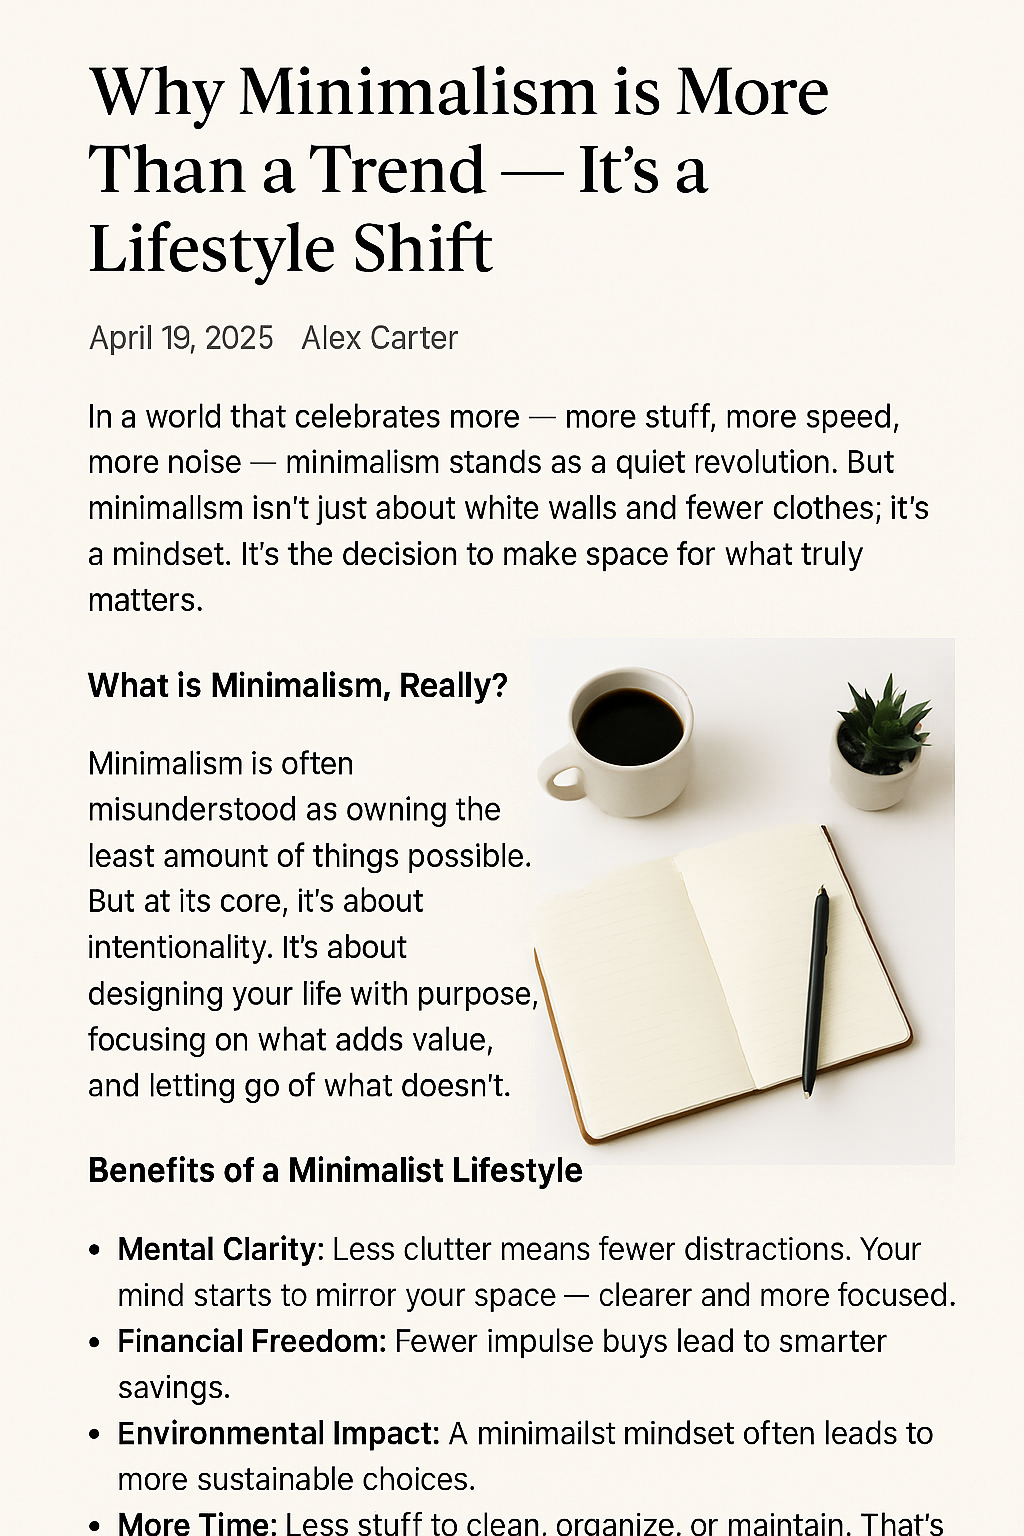 Why Minimalism is More
Than a Trend — It’s a
Lifestyle Shift
April 19, 2025 Alex Carter
In a world that celebrates more — more stuff, more speed,
more noise — minimalism stands as a quiet revolution. But
minimallsm isn’t just about white walls and fewer clothes; it’s
a mindset. It’s the decision to make space for what truly
matters.
What is Minimalism, Really?
Minimalism is often
misunderstood as owning the
least amount of things possible.
But at its core, it’s about
intentionality. It’s about
designing your life with purpose,
focusing on what adds value,
and letting go of what doesn’t.
Benefits of a Minimalist Lifestyle
• Mental Clarity: Less clutter means fewer distractions. Your
mind starts to mirror your space — clearer and more focused.
• Financial Freedom: Fewer impulse buys lead to smarter
savings.
• Environmental Impact: A minimailst mindset often leads to
more sustainable choices.
• More Time: Less stuff to clean, organize, or maintain. That’s